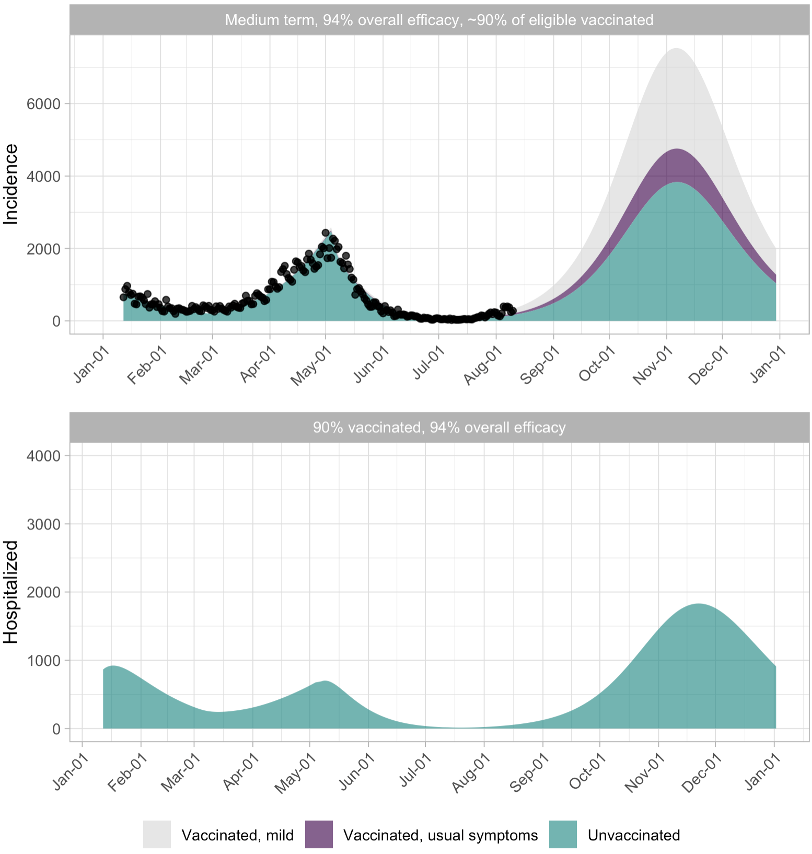 Medium term, 94% overall efficacy, ~90% of eligible vaccinated
6000
4000
2000
0
Incidence
Jan-01 Feb-01 Mar-01 Apr-01 May-01 Jun-01 Jul-01 Aug-01 Sep-01 Oct-01 Nov-01 Dec-01 Jan-01
90% vaccinated, 94% overall efficacy
4000
3000
2000
1000
0
Hospitalized
Jan-01 Feb-01 Mar-01 Apr-01 May-01 Jun-01 Jul-01 Aug-01 Sep-01 Oct-01 Nov-01 Dec-01 Jan-01
Vaccinated, mild Vaccinated, usual symptoms Unvaccinated